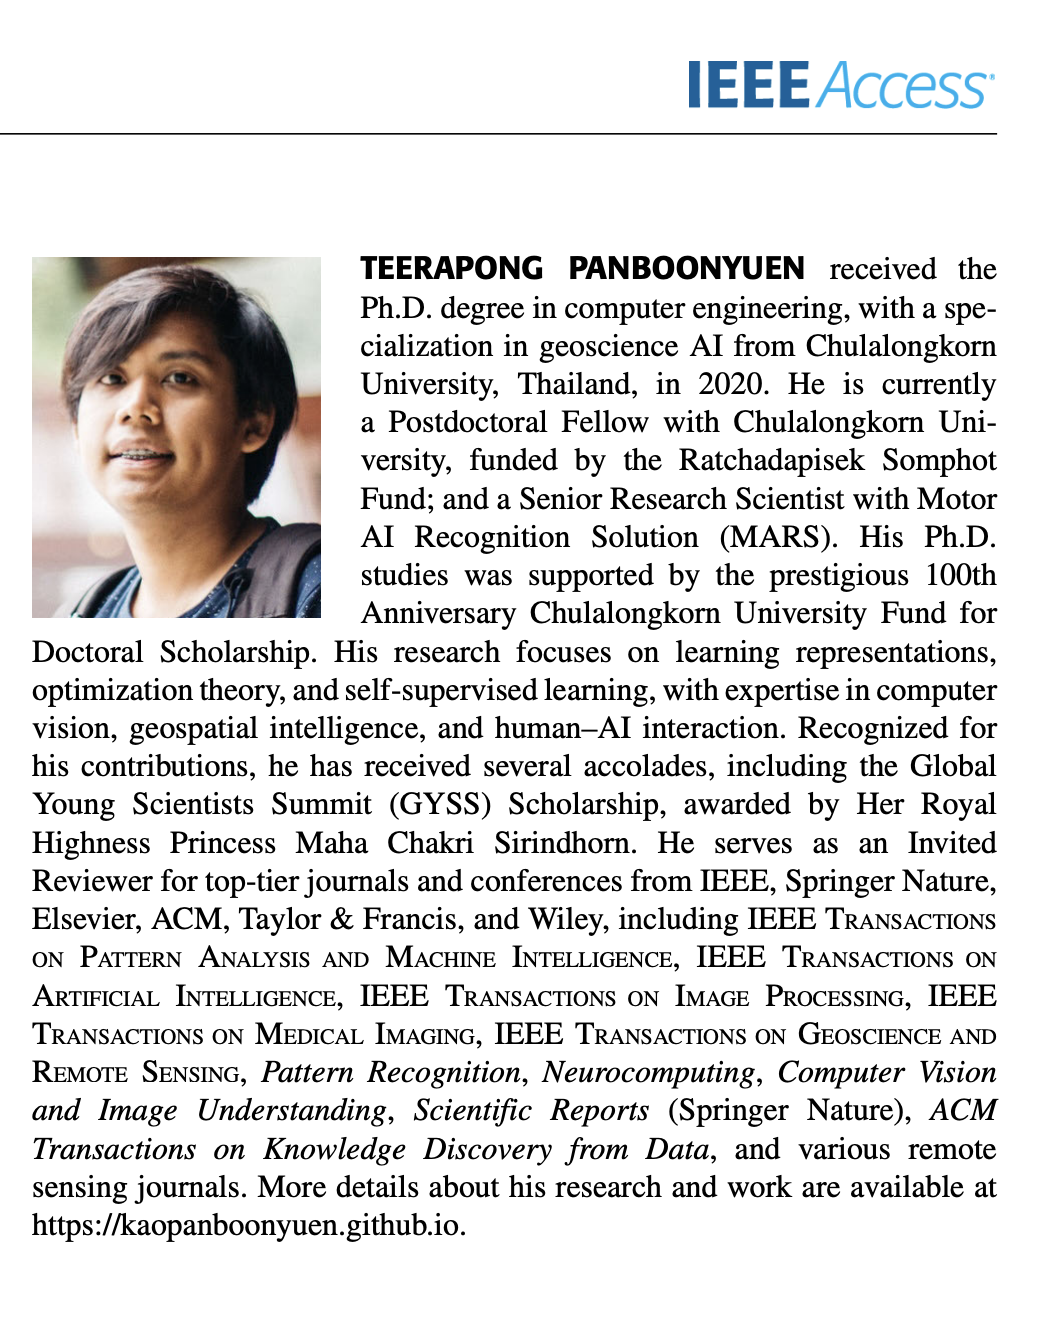 IEEE Access®
TEERAPONG PANBOONYUEN received the
Ph.D. degree in computer engineering, with a spe-
cialization in geoscience AI from Chulalongkorn
University, Thailand, in 2020. He is currently
a Postdoctoral Fellow with Chulalongkorn Uni-
versity, funded by the Ratchadapisek Somphot
Fund; and a Senior Research Scientist with Motor
AI Recognition Solution (MARS). His Ph.D.
studies was supported by the prestigious 100th
Anniversary Chulalongkorn University Fund for
Doctoral Scholarship. His research focuses on learning representations,
optimization theory, and self-supervised learning, with expertise in computer
vision, geospatial intelligence, and human–AI interaction. Recognized for
his contributions, he has received several accolades, including the Global
Young Scientists Summit (GYSS) Scholarship, awarded by Her Royal
Highness Princess Maha Chakri Sirindhorn. He serves as an Invited
Reviewer for top-tier journals and conferences from IEEE, Springer Nature,
Elsevier, ACM, Taylor & Francis, and Wiley, including IEEE TRANSACTIONS
ON PATTERN ANALYSIS AND MACHINE INTELLIGENCE, IEEE TRANSACTIONS ON
ARTIFICIAL INTELLIGENCE, IEEE TRANSACTIONS ON IMAGE PROCESSING, IEEE
TRANSACTIONS ON MEDICAL IMAGING, IEEE TRANSACTIONS ON GEOSCIENCE AND
REMOTE SENSING, Pattern Recognition, Neurocomputing, Computer Vision
and Image Understanding, Scientific Reports (Springer Nature), ACM
Transactions on Knowledge Discovery from Data, and various remote
sensing journals. More details about his research and work are available at
https://kaopanboonyuen.github.io.